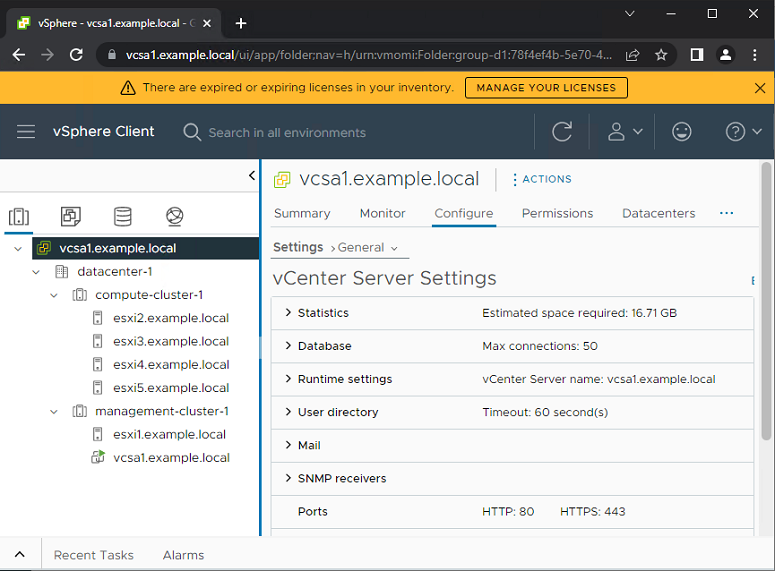 vSphere - vcsa1.example.local - C
vcsa1.example.local/ui/app/folder;nav=h/urn:vmomi:Folder:group-d1:78f4ef4b-5e70-4...
There are expired or expiring licenses in your inventory. MANAGE YOUR LICENSES
vSphere Client Search in all environments
vcsa1.example.local ACTIONS
Summary Monitor Configure Permissions Datacenters ...
Settings > General
vCenter Server Settings
vcsa1.example.local
datacenter-1
compute-cluster-1
esxi2.example.local
esxi3.example.local
esxi4.example.local
esxi5.example.local
management-cluster-1
esxi1.example.local
vcsa1.example.local
Statistics Estimated space required: 16.71 GB
Database Max connections: 50
Runtime settings vCenter Server name: vcsa1.example.local
User directory Timeout: 60 second(s)
Mail
SNMP receivers
Ports HTTP: 80 HTTPS: 443
Recent Tasks Alarms